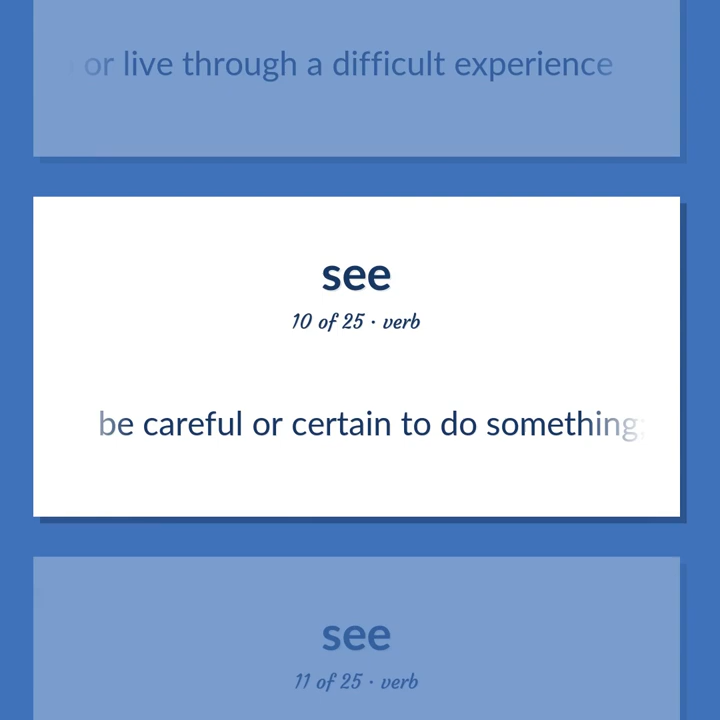 or live through a difficult experience
see
10 of 25 · verb
be careful or certain to do something;
see
11 of 25 · verb